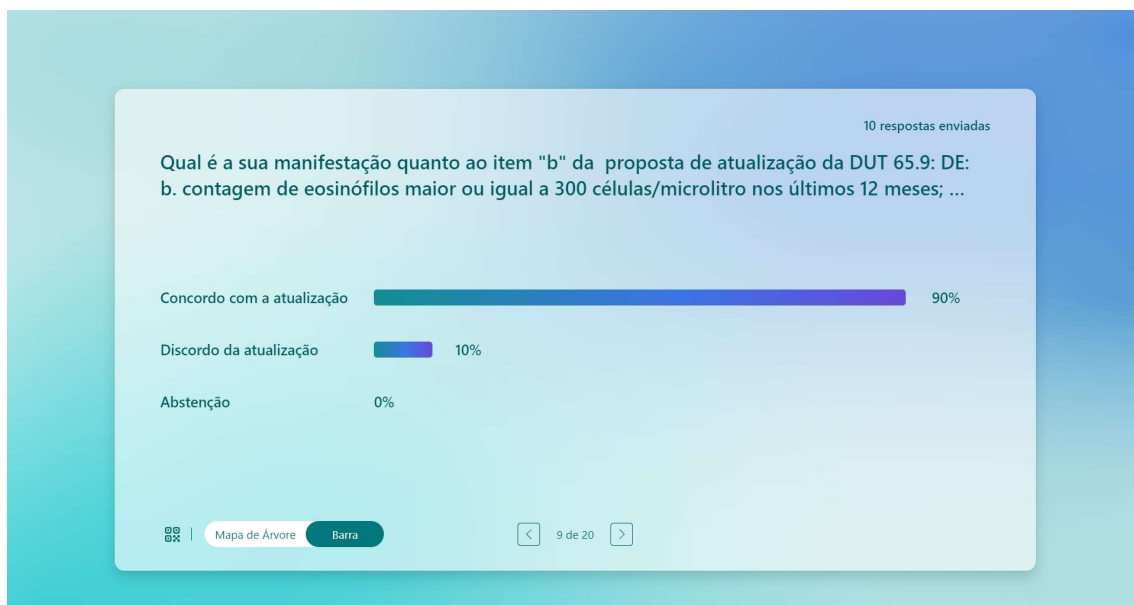 10 respostas enviadas
Qual é a sua manifestação quanto ao item "b" da proposta de atualização da DUT 65.9: DE:
b. contagem de eosinófilos maior ou igual a 300 células/microlitro nos últimos 12 meses; ...
Concordo com a atualização 90%
Discordo da atualização 10%
Abstenção 0%
Mapa de Árvore Barra 9 de 20